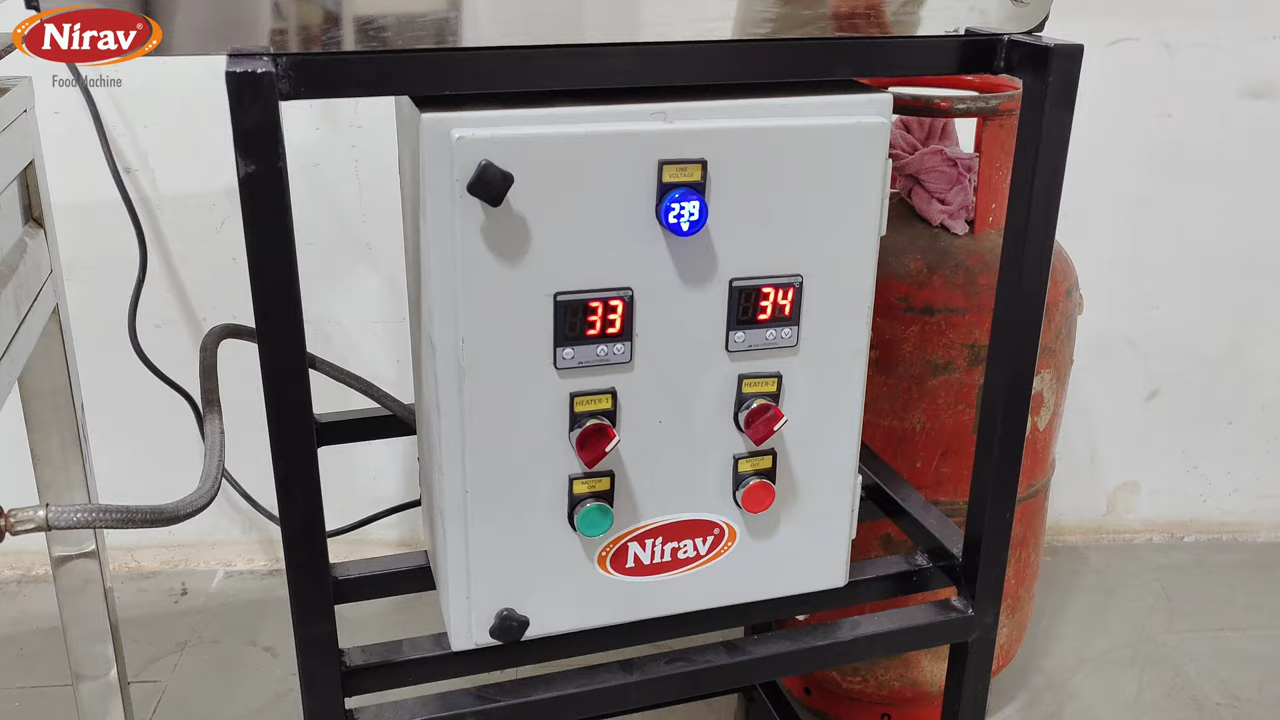 Nirav®
Food Machine
LINE
VOLTAGE
239
V
33
°C
34
°C
HEATER-1
HEATER-2
MOTOR
ON
MOTOR
OFF
Nirav®